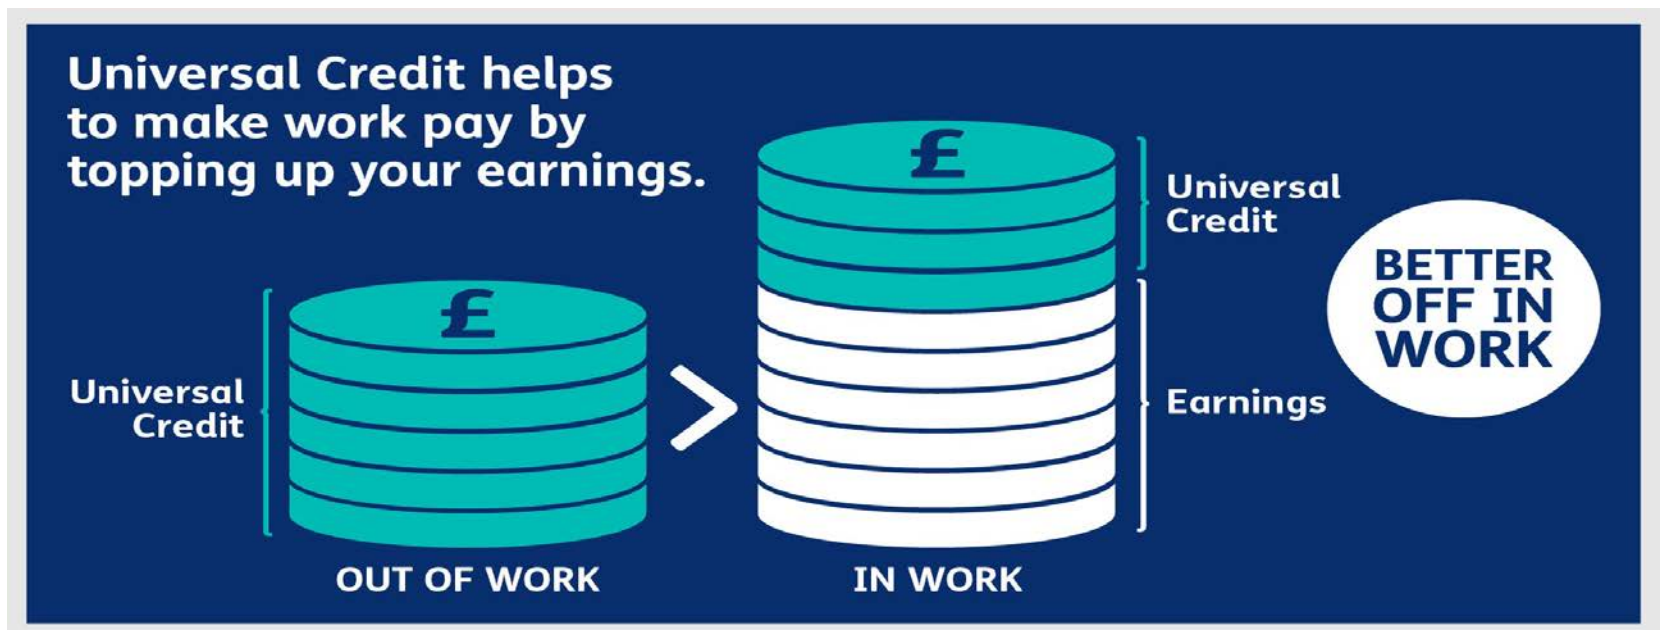 Universal Credit helps
to make work pay by
topping up your earnings.
£
Universal
Credit
OUT OF WORK
>
£
Universal
Credit
Earnings
IN WORK
BETTER
OFF IN
WORK